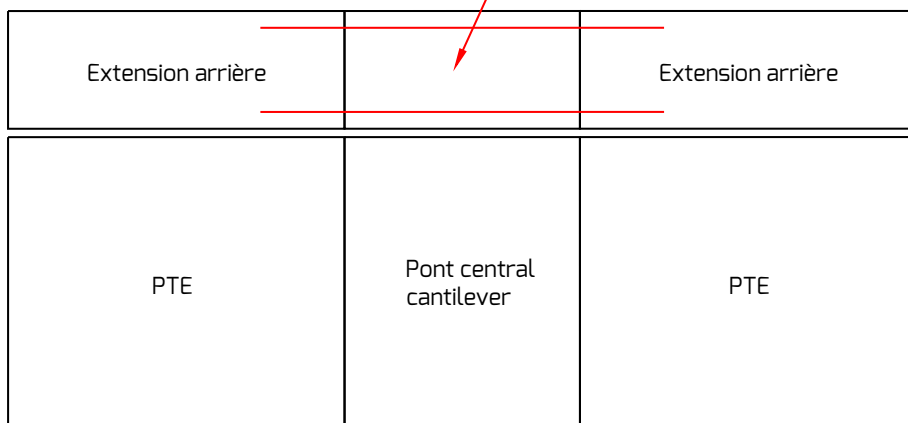 Extension arrière
Extension arrière
PTE
Pont central
cantilever
PTE